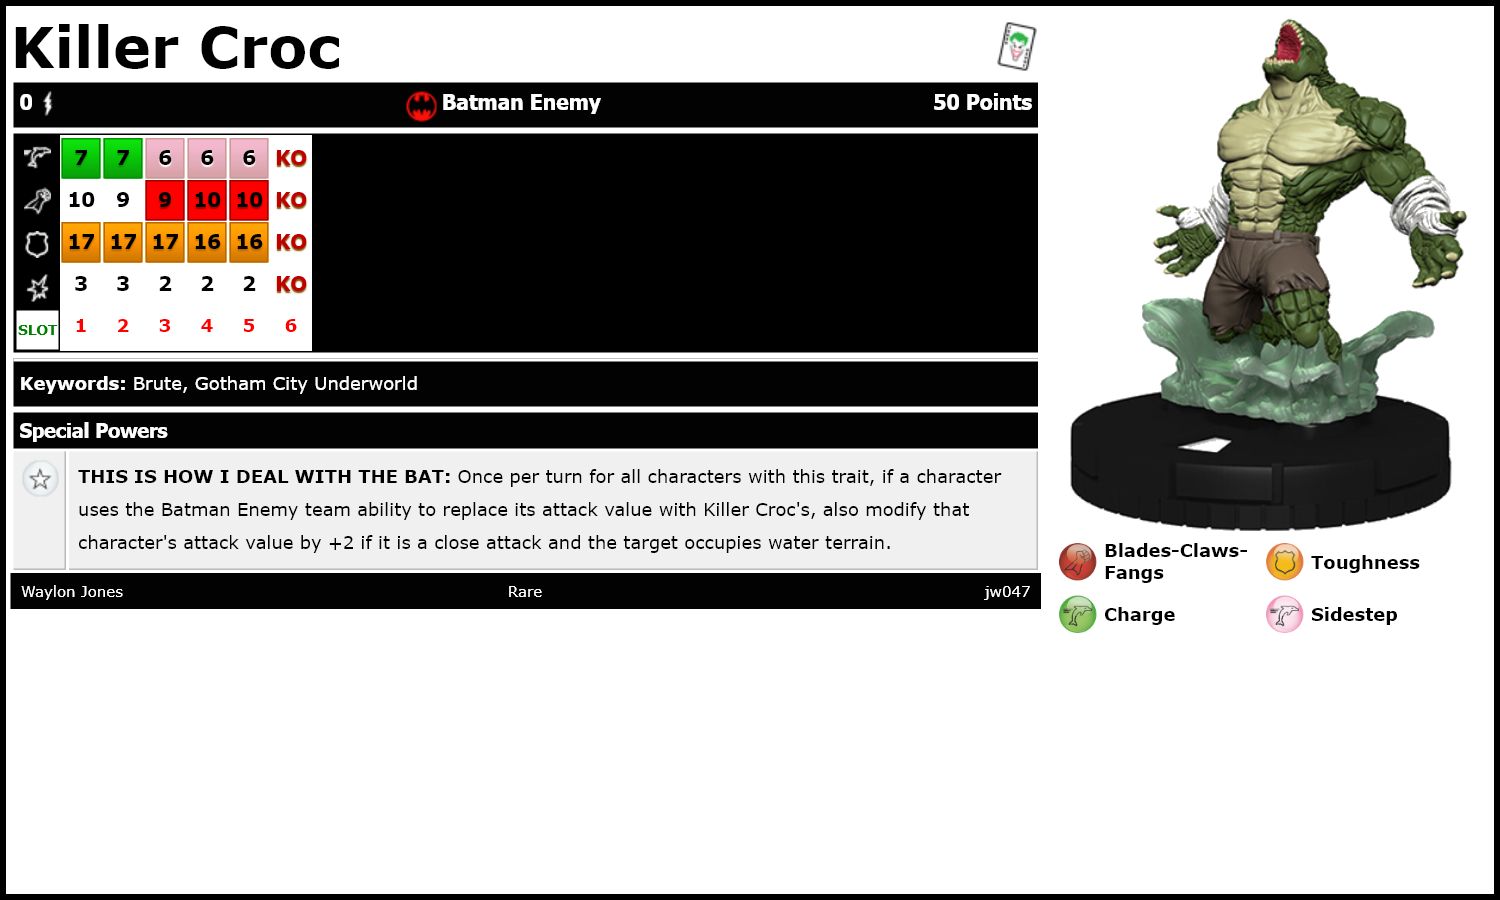 Killer Croc
0 Batman Enemy 50 Points
7 7 6 6 6 KO
10 9 9 10 10 KO
17 17 17 16 16 KO
3 3 2 2 2 KO
SLOT 1 2 3 4 5 6
Keywords: Brute, Gotham City Underworld
Special Powers
THIS IS HOW I DEAL WITH THE BAT: Once per turn for all characters with this trait, if a character
uses the Batman Enemy team ability to replace its attack value with Killer Croc's, also modify that
character's attack value by +2 if it is a close attack and the target occupies water terrain.
Waylon Jones Rare jw047
Blades-Claws-
Fangs
Toughness
Charge
Sidestep